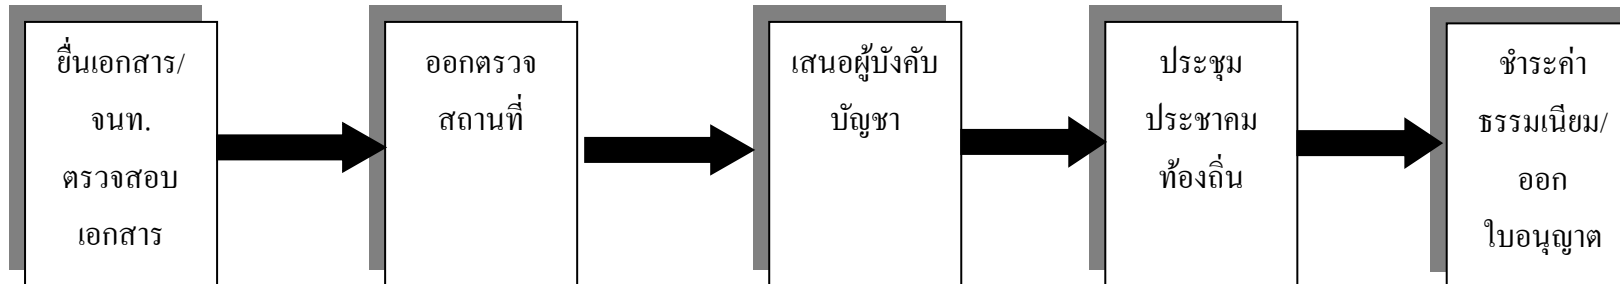 ยื่นเอกสาร/
จนท.
ตรวจสอบ
เอกสาร
ออกตรวจ
สถานที่
เสนอผู้บังคับ
บัญชา
ประชุม
ประชาคม
ท้องถิ่น
ชำระค่า
ธรรมเนียม/
ออก
ใบอนุญาต